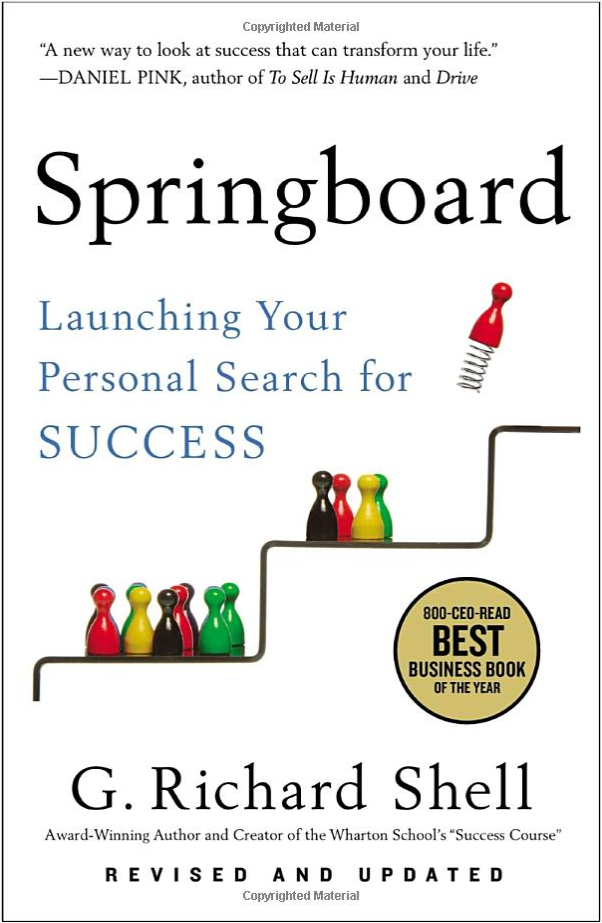 Copyrighted Material
“A new way to look at success that can transform your life.”
—DANIEL PINK, author of To Sell Is Human and Drive
Springboard
Launching Your
Personal Search for
SUCCESS
800-CEO-READ
BEST
BUSINESS BOOK
OF THE YEAR
G. Richard Shell
Award-Winning Author and Creator of the Wharton School’s “Success Course”
REVISED AND UPDATED
Copyrighted Material